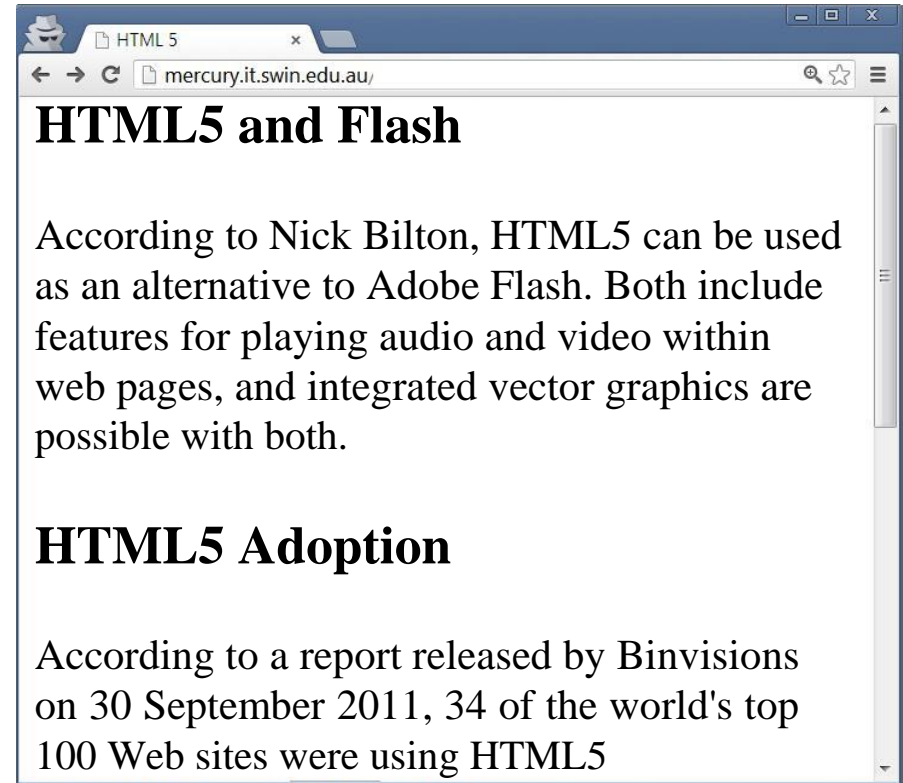 HTML 5
mercury.it.swin.edu.au/
HTML5 and Flash
According to Nick Bilton, HTML5 can be used
as an alternative to Adobe Flash. Both include
features for playing audio and video within
web pages, and integrated vector graphics are
possible with both.
HTML5 Adoption
According to a report released by Binvisions
on 30 September 2011, 34 of the world's top
100 Web sites were using HTML5